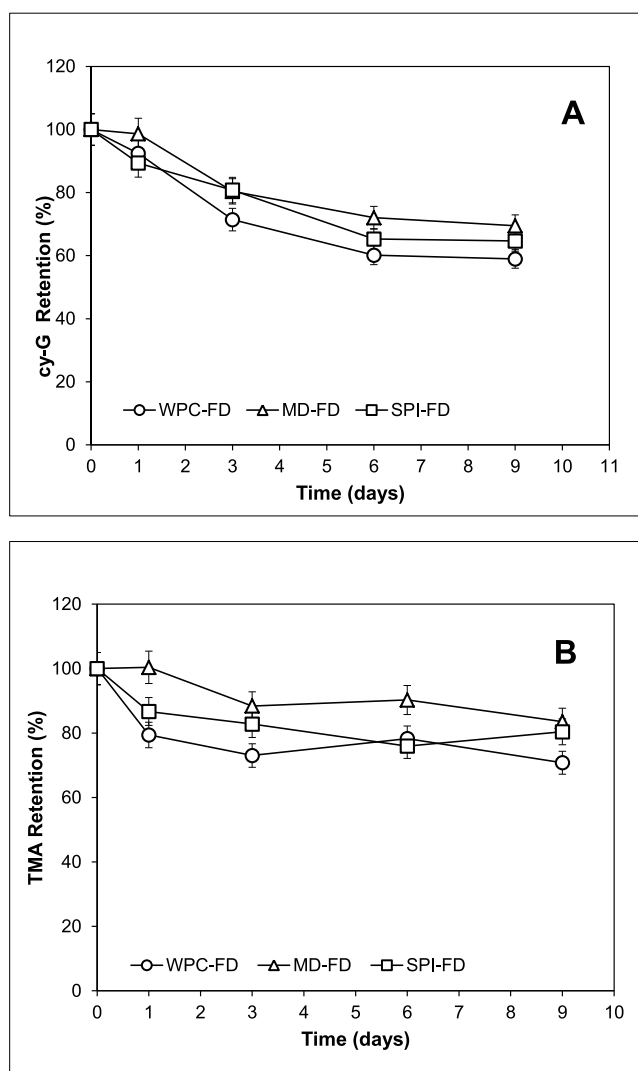 A
cy-G Retention (%)
120
100
80
60
40
20
0
WPC-FD MD-FD SPI-FD
0 1 2 3 4 5 6 7 8 9 10 11
Time (days)
B
TMA Retention (%)
120
100
80
60
40
20
0
WPC-FD MD-FD SPI-FD
0 1 2 3 4 5 6 7 8 9 10
Time (days)